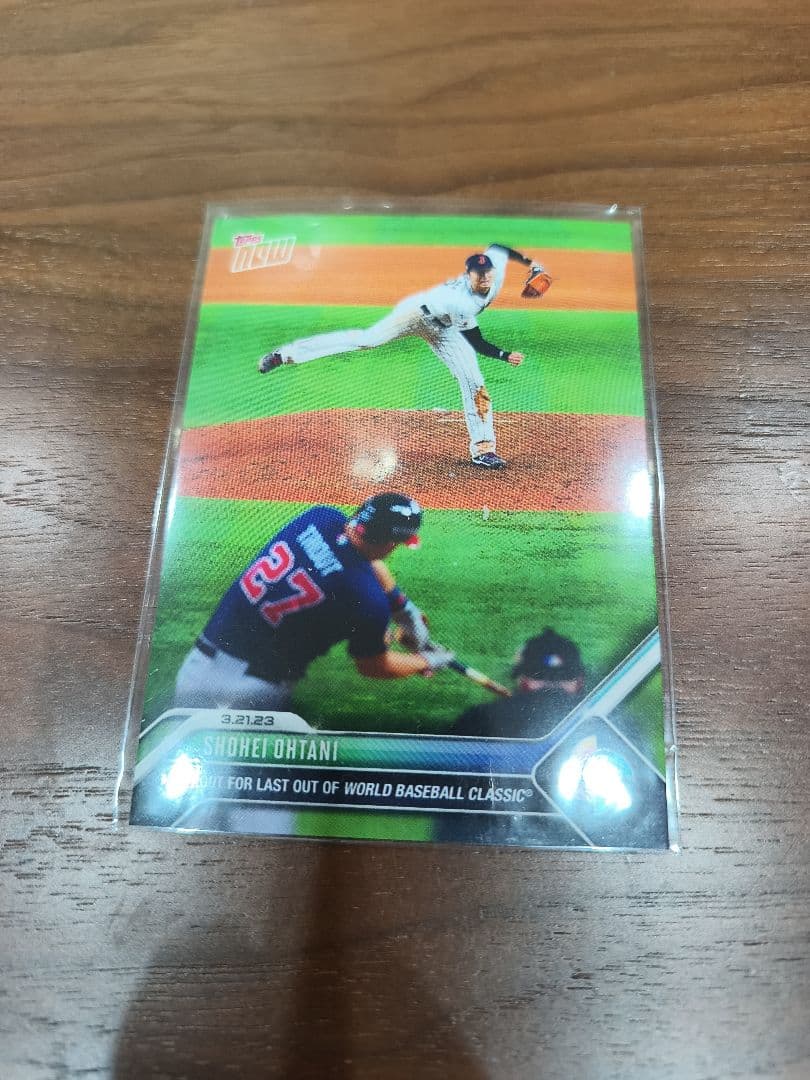 Topps
NOW
TROUT
27
3.21.23
SHOHEI OHTANI
FOR LAST OUT OF WORLD BASEBALL CLASSIC®